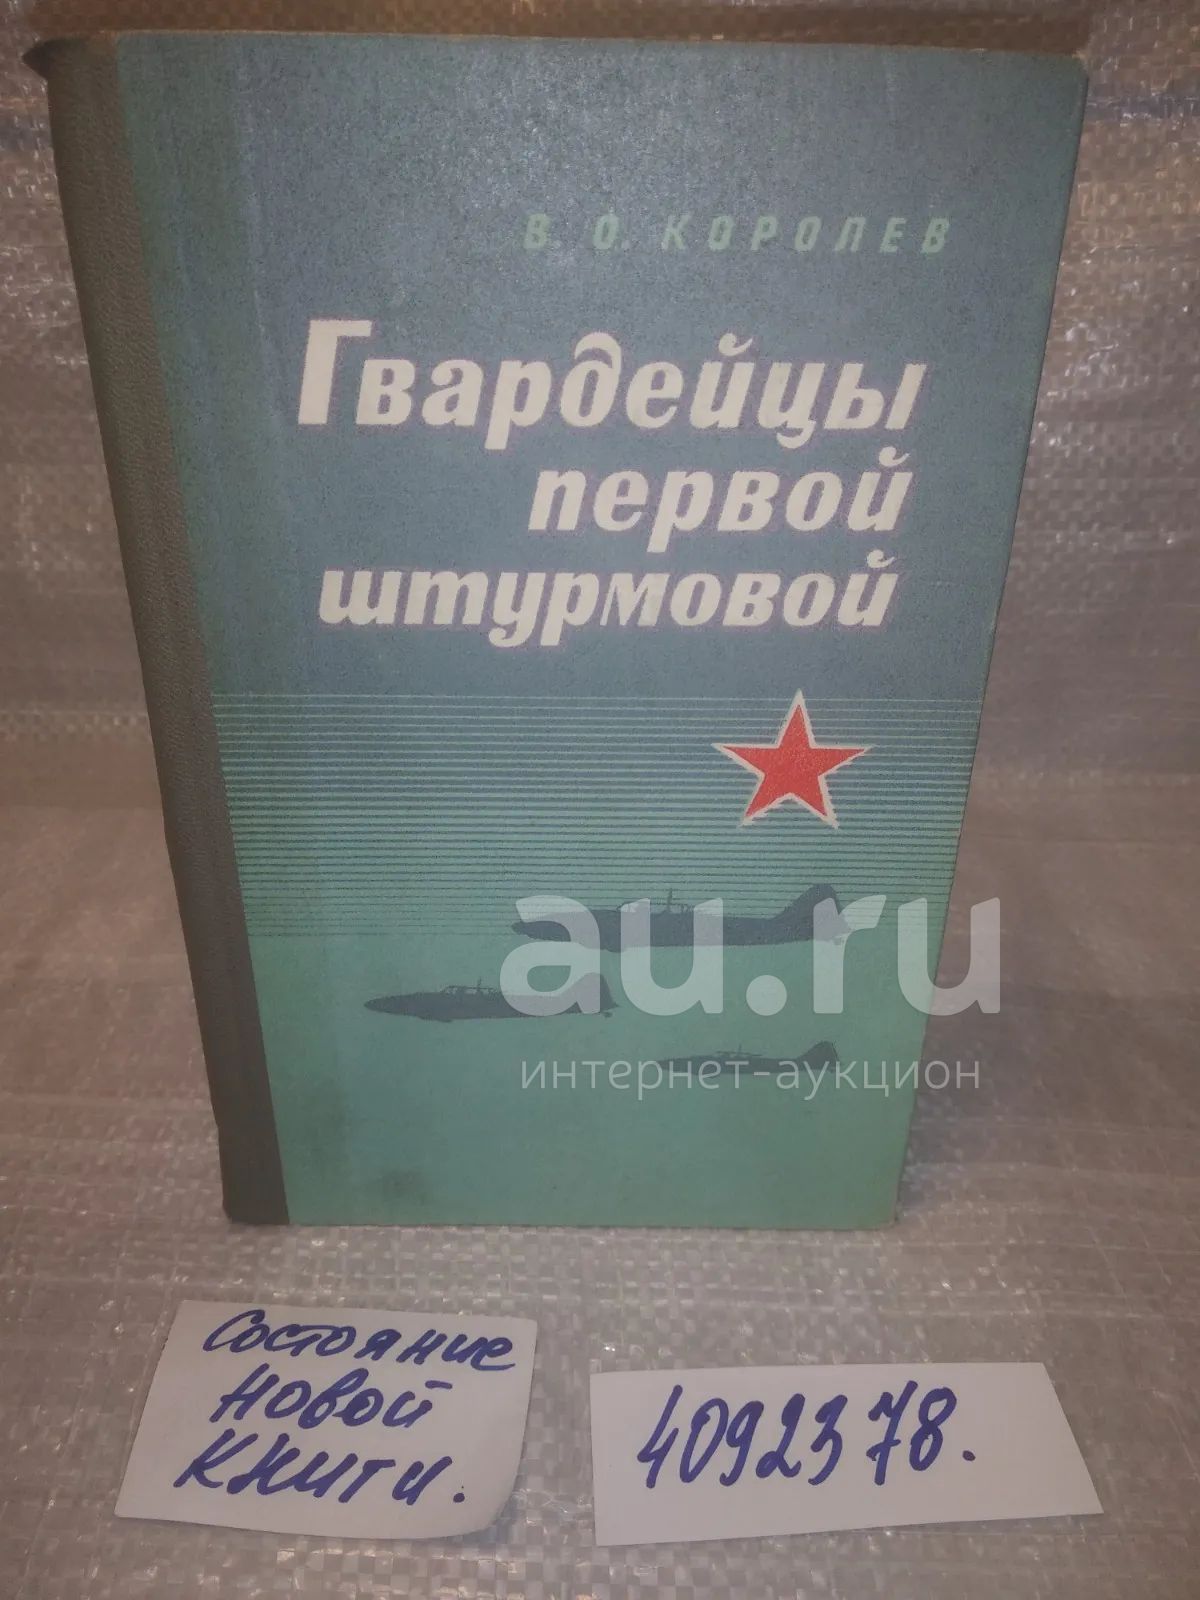 В. О. КОРОЛЕВ
Гвардейцы
первой
штурмовой
au.ru
интернет-аукцион
Состояние
новой
книги.
4092378.